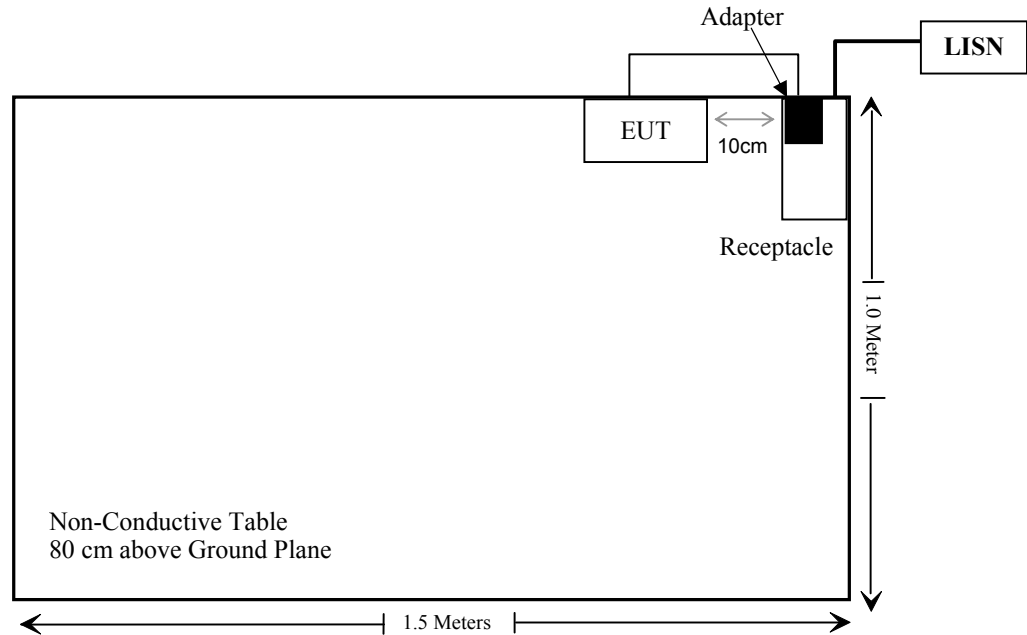 Adapter
LISN
EUT
10cm
Receptacle
1.0 Meter
Non-Conductive Table
80 cm above Ground Plane
1.5 Meters